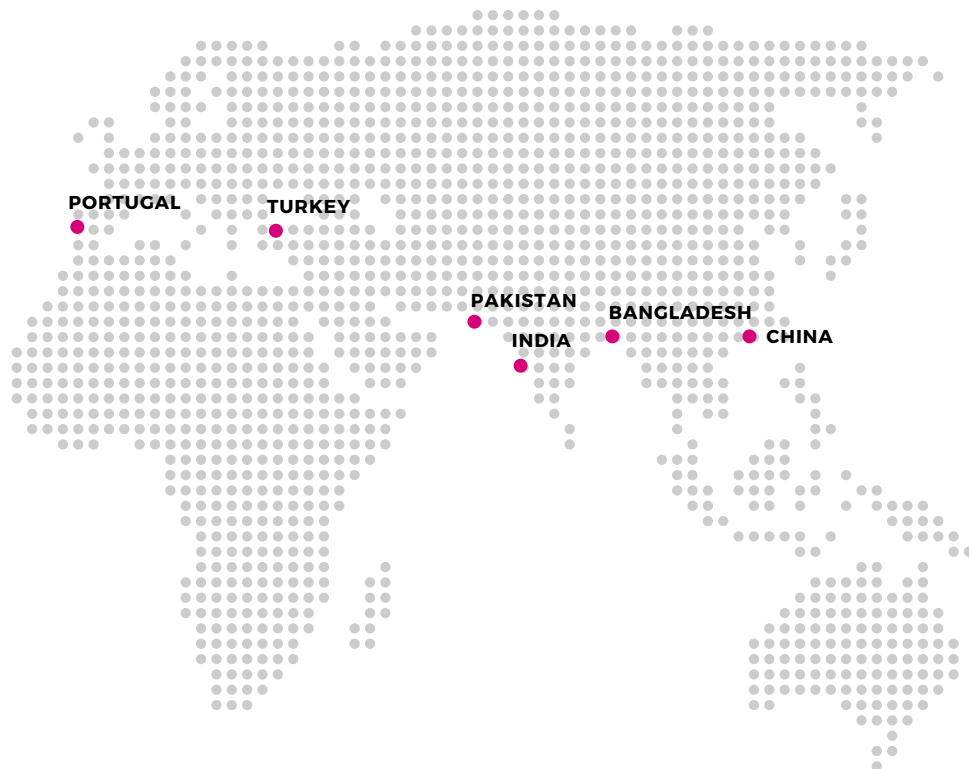 PORTUGAL
TURKEY
PAKISTAN
BANGLADESH
INDIA
CHINA